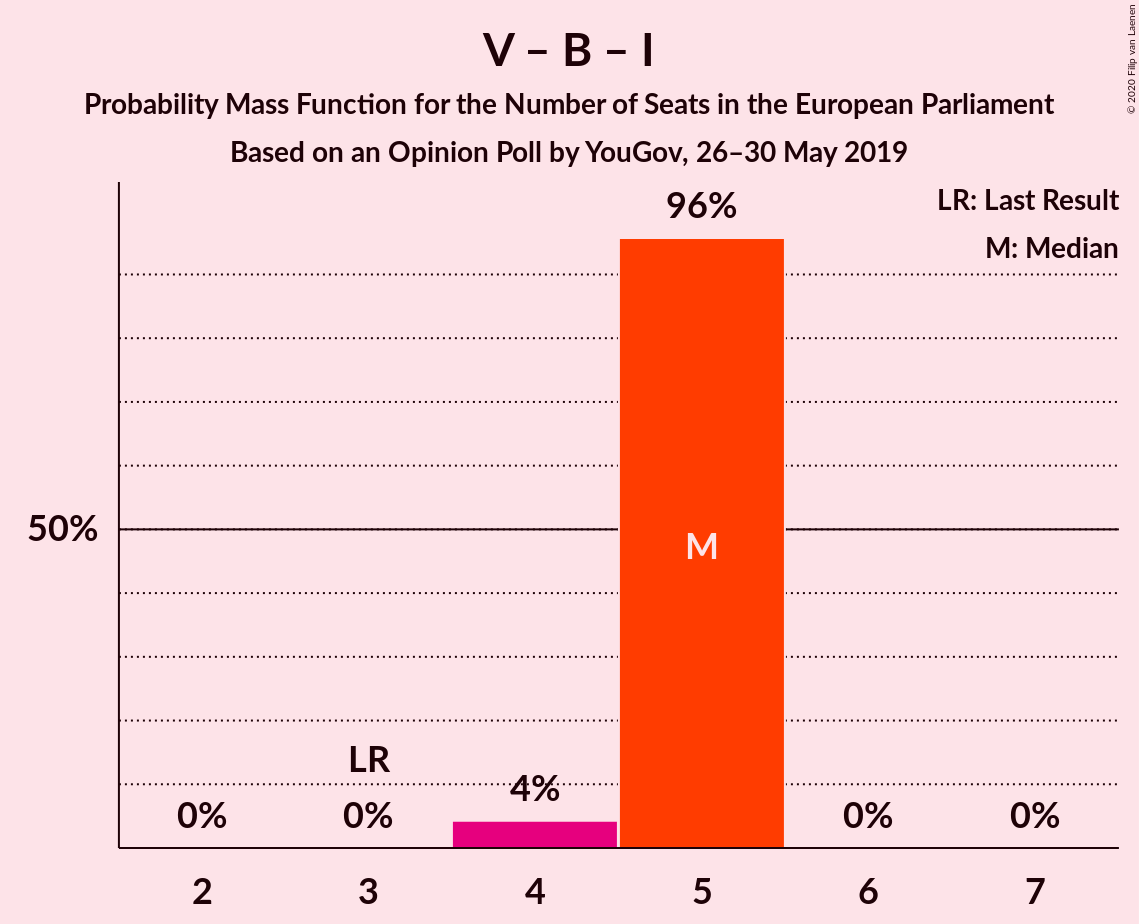 V – B – I
Probability Mass Function for the Number of Seats in the European Parliament
Based on an Opinion Poll by YouGov, 26–30 May 2019
© 2020 Filip van Laenen
LR: Last Result
M: Median
96%
50%
M
LR
4%
0% 0% 0% 0%
2 3 4 5 6 7